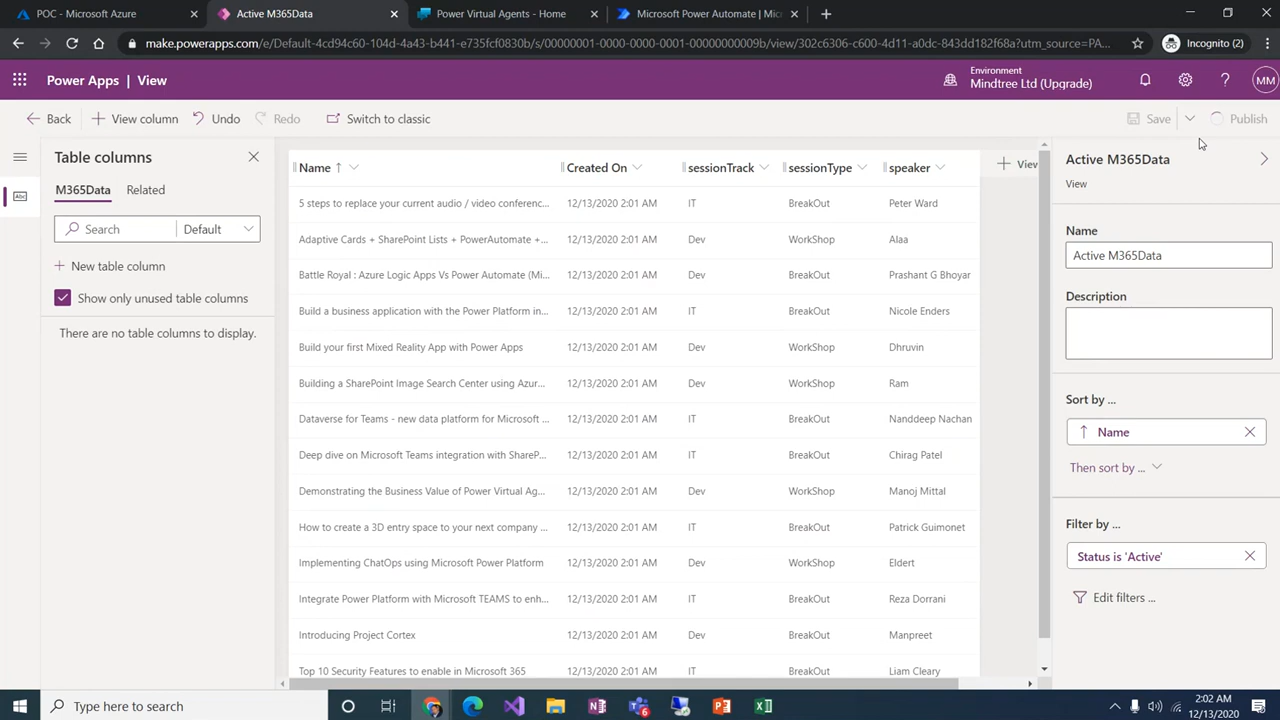 POC - Microsoft Azure
Active M365Data
Power Virtual Agents - Home
Microsoft Power Automate | Mic
make.powerapps.com/e/Default-4cd9460c-104d-4a43-b441-e735fcf0830b/s/00000001-0000-0000-0001-00000000009b/view/302c6306-c600-4d11-a0dc-843dd182f68a?utm_source=PA...
Incognito (2)
Power Apps | View
Environment
Mindtree Ltd (Upgrade)
MM
Back
View column
Undo
Redo
Switch to classic
Save
Publish
Table columns
M365Data
Related
Search
Default
New table column
Show only unused table columns
There are no table columns to display.
Name Created On sessionTrack sessionType speaker
View
5 steps to replace your current audio / video conferenc... 12/13/2020 2:01 AM IT BreakOut Peter Ward
Adaptive Cards + SharePoint Lists + PowerAutomate +... 12/13/2020 2:01 AM Dev WorkShop Alaa
Battle Royal : Azure Logic Apps Vs Power Automate (Mi... 12/13/2020 2:01 AM Dev BreakOut Prashant G Bhoyar
Build a business application with the Power Platform in... 12/13/2020 2:01 AM IT BreakOut Nicole Enders
Build your first Mixed Reality App with Power Apps 12/13/2020 2:01 AM Dev WorkShop Dhruvin
Building a SharePoint Image Search Center using Azur... 12/13/2020 2:01 AM Dev WorkShop Ram
Dataverse for Teams - new data platform for Microsoft ... 12/13/2020 2:01 AM IT BreakOut Nanddeep Nachan
Deep dive on Microsoft Teams integration with ShareP... 12/13/2020 2:01 AM IT BreakOut Chirag Patel
Demonstrating the Business Value of Power Virtual Ag... 12/13/2020 2:01 AM Dev WorkShop Manoj Mittal
How to create a 3D entry space to your next company ... 12/13/2020 2:01 AM IT BreakOut Patrick Guimonet
Implementing ChatOps using Microsoft Power Platform 12/13/2020 2:01 AM Dev WorkShop Eldert
Integrate Power Platform with Microsoft TEAMS to enh... 12/13/2020 2:01 AM IT BreakOut Reza Dorrani
Introducing Project Cortex 12/13/2020 2:01 AM Dev BreakOut Manpreet
Top 10 Security Features to enable in Microsoft 365 12/13/2020 2:01 AM IT BreakOut Liam Cleary
Active M365Data
View
Name
Active M365Data
Description
Sort by ...
Name
Then sort by ...
Filter by ...
Status is 'Active'
Edit filters ...
Type here to search
2:02 AM
12/13/2020